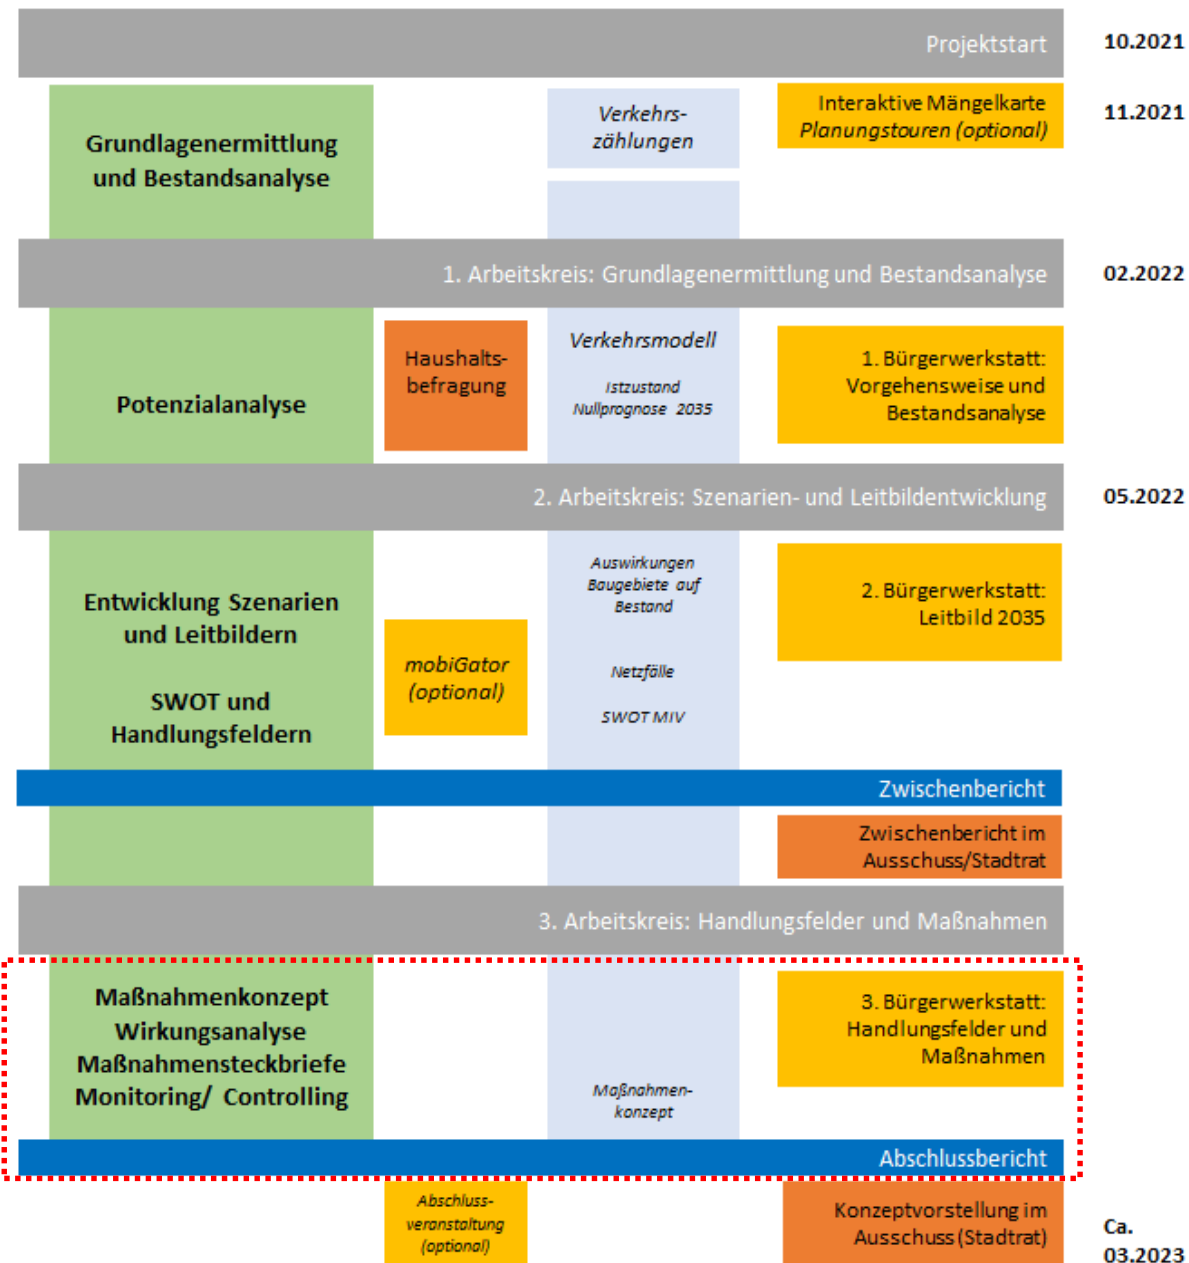 Projektstart
10.2021
Grundlagenermittlung
und Bestandsanalyse
Verkehrs-
zählungen
Interaktive Mängelkarte
Planungstouren (optional)
11.2021
1. Arbeitskreis: Grundlagenermittlung und Bestandsanalyse
02.2022
Potenzialanalyse
Haushalts-
befragung
Verkehrsmodell
Istzustand
Nullprognose 2035
1. Bürgerwerkstatt:
Vorgehensweise und
Bestandsanalyse
2. Arbeitskreis: Szenarien- und Leitbildentwicklung
05.2022
Entwicklung Szenarien
und Leitbildern
SWOT und
Handlungsfeldern
mobiGator
(optional)
Auswirkungen
Baugebiete auf
Bestand
Netzfälle
SWOT MIV
2. Bürgerwerkstatt:
Leitbild 2035
Zwischenbericht
Zwischenbericht im
Ausschuss/Stadtrat
3. Arbeitskreis: Handlungsfelder und Maßnahmen
Maßnahmenkonzept
Wirkungsanalyse
Maßnahmensteckbriefe
Monitoring/ Controlling
Maßnahmen-
konzept
3. Bürgerwerkstatt:
Handlungsfelder und
Maßnahmen
Abschlussbericht
Abschluss-
veranstaltung
(optional)
Konzeptvorstellung im
Ausschuss (Stadtrat)
Ca.
03.2023